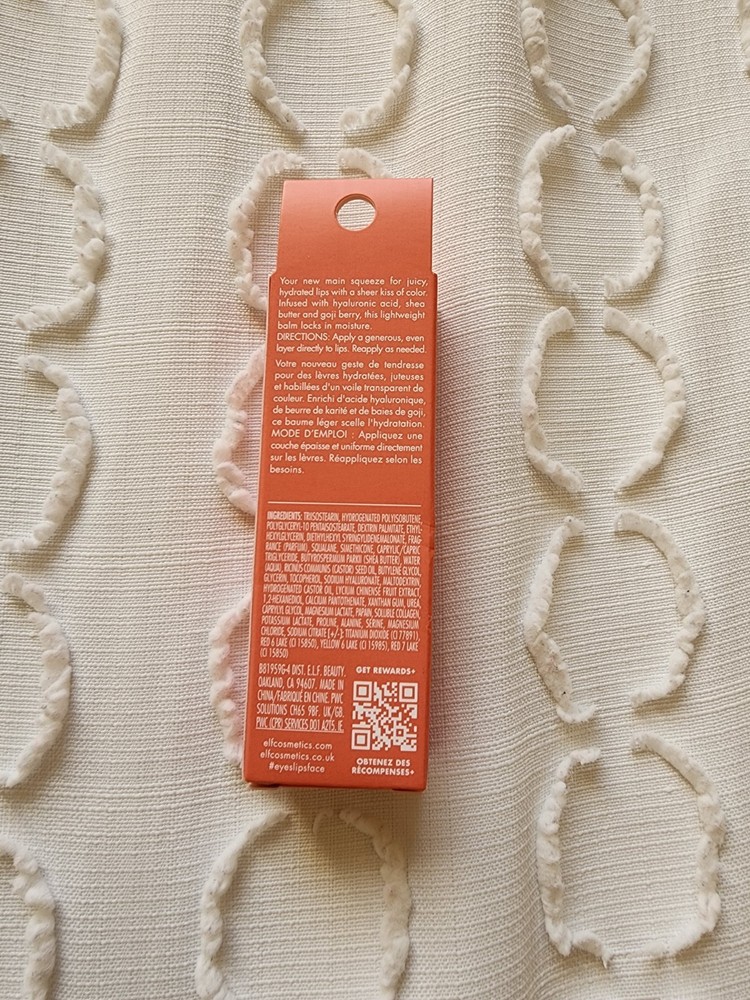 Your new main squeeze for juicy,
hydrated lips with a sheer kiss of color.
Infused with hyaluronic acid, shea
butter and goji berry, this lightweight
balm locks in moisture.
DIRECTIONS: Apply a generous, even
layer directly to lips. Reapply as needed.
Votre nouveau geste de tendresse
pour des lèvres hydratées, juteuses
et habillées d'un voile transparent de
couleur. Enrichi d'acide hyaluronique,
de beurre de karité et de baies de goji,
ce baume léger scelle l'hydratation.
MODE D'EMPLOI : Appliquez une
couche épaisse et uniforme directement
sur les lèvres. Réappliquez selon les
besoins.
INGREDIENTS: TRIISOSTEARIN, HYDROGENATED POLYISOBUTENE,
POLYGLYCERYL-10 PENTAISOSTEARATE, DEXTRIN PALMITATE, ETHYL-
HEXYLGLYCERIN, DIETHYLHEXYL SYRINGYLIDENEMALONATE, FRAG-
RANCE (PARFUM), SQUALANE, SIMETHICONE, CAPRYLIC/CAPRIC
TRIGLYCERIDE, BUTYROSPERMUM PARKII (SHEA BUTTER), WATER
(AQUA), RICINUS COMMUNIS (CASTOR) SEED OIL, BUTYLENE GLYCOL,
GLYCERIN, TOCOPHEROL, SODIUM HYALURONATE, MALTODEXTRIN
HYDROGENATED CASTOR OIL, LYCIUM CHINENSE FRUIT EXTRACT,
1,2-HEXANEDIOL, CALCIUM PANTOTHENATE, XANTHAN GUM, UREA,
CAPRYLYL GLYCOL, MAGNESIUM LACTATE, PAPAIN, SOLUBLE COLLAGEN,
POTASSIUM LACTATE, PROLINE, ALANINE, SERINE, MAGNESIUM
CHLORIDE, SODIUM CITRATE [+/-]: TITANIUM DIOXIDE (CI 77891),
RED 6 LAKE (CI 15850), YELLOW 6 LAKE (CI 15985), RED 7 LAKE
(CI 15850)
B81959G-4 DIST. E.L.F. BEAUTY,
OAKLAND, CA 94607. MADE IN
CHINA/FABRIQUÉ EN CHINE. PWC
SOLUTIONS CH65 9BF. UK/GB.
PWC (CPR) SERVICES D01 A2T5. IE.
elfcosmetics.com
elfcosmetics.co.uk
#eyeslipsface
GET REWARDS+
OBTENEZ DES
RÉCOMPENSES+